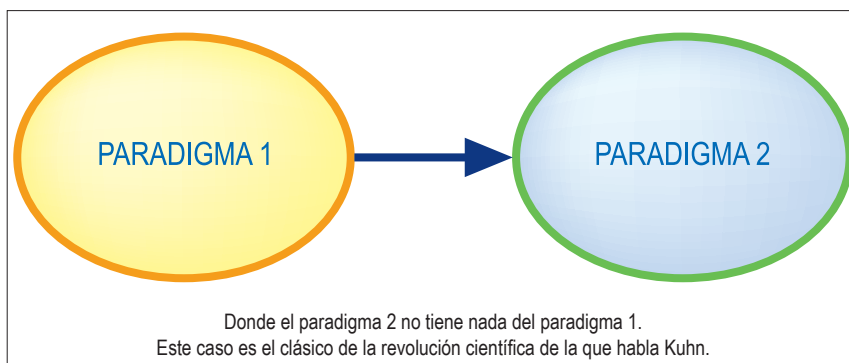 PARADIGMA 1
PARADIGMA 2
Donde el paradigma 2 no tiene nada del paradigma 1.
Este caso es el clásico de la revolución científica de la que habla Kuhn.